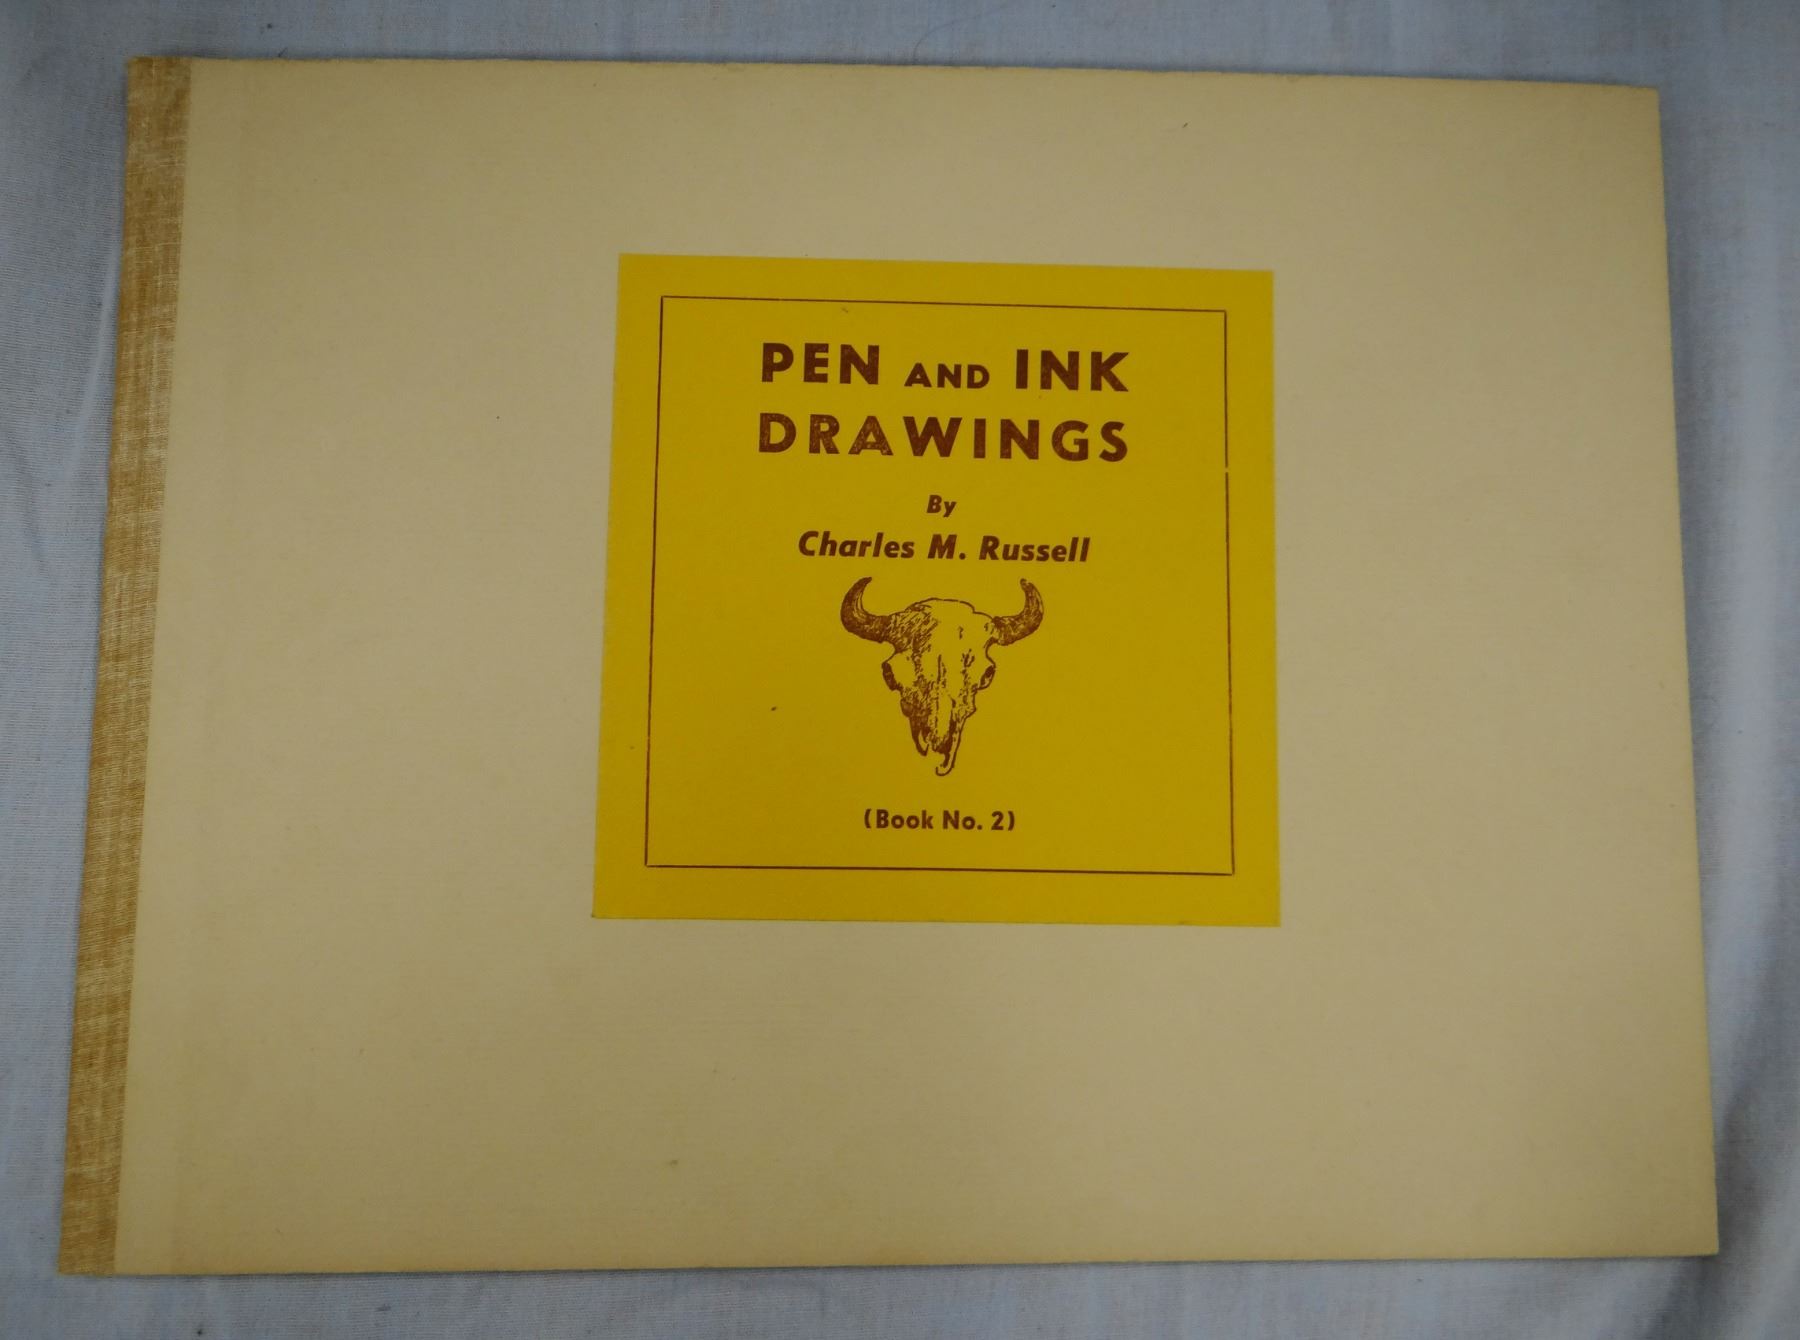 PEN AND INK
DRAWINGS
By
Charles M. Russell
(Book No. 2)